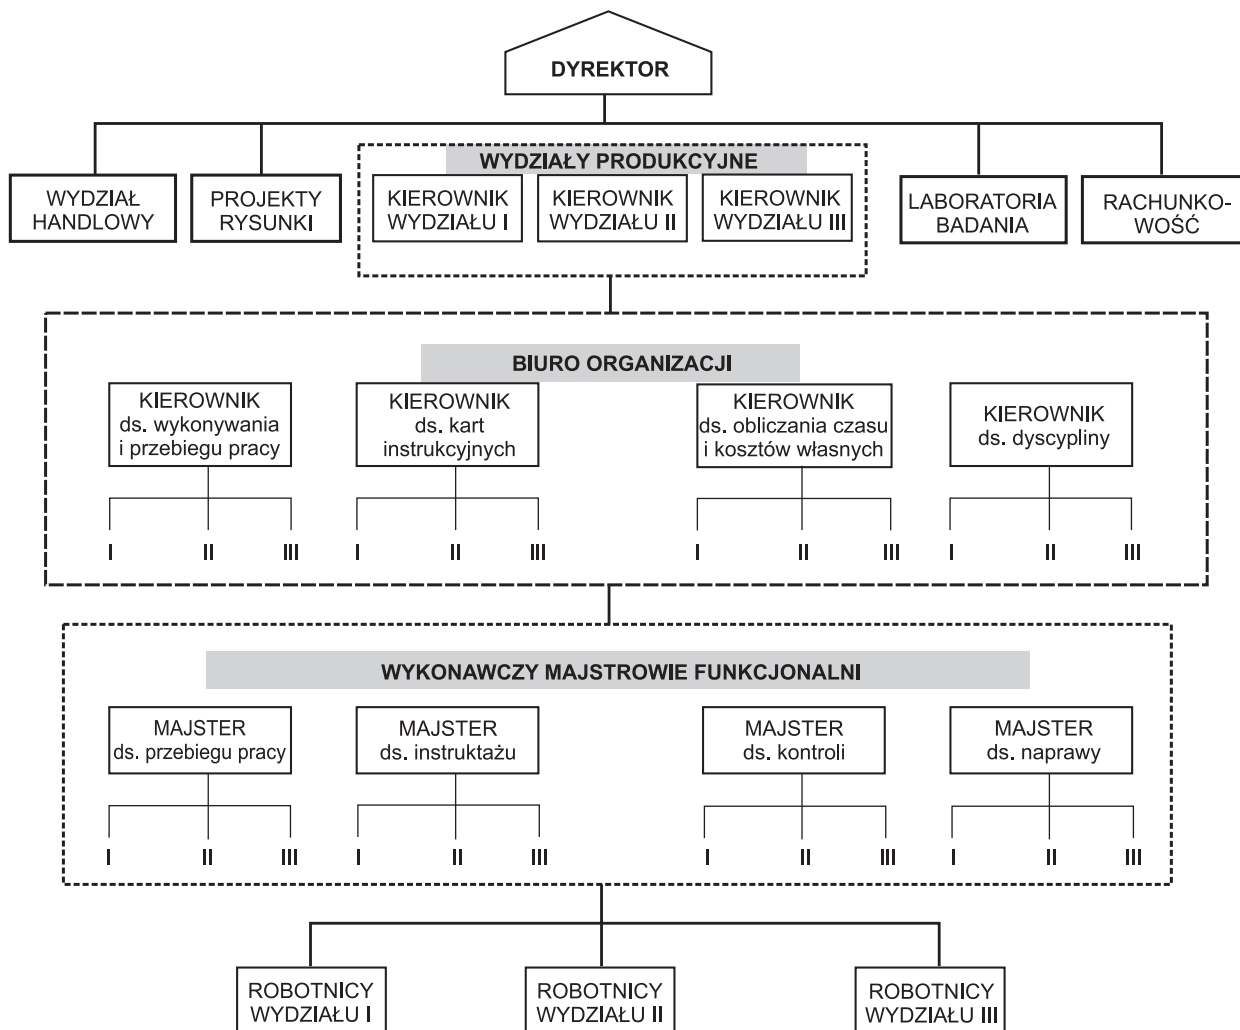 DYREKTOR
WYDZIAŁ
HANDLOWY
PROJEKTY
RYSUNKI
WYDZIAŁY PRODUKCYJNE
KIEROWNIK
WYDZIAŁU I
KIEROWNIK
WYDZIAŁU II
KIEROWNIK
WYDZIAŁU III
LABORATORIA
BADANIA
RACHUNKO-
WOŚĆ
BIURO ORGANIZACJI
KIEROWNIK
ds. wykonywania
i przebiegu pracy
I II III
KIEROWNIK
ds. kart
instrukcyjnych
I II III
KIEROWNIK
ds. obliczania czasu
i kosztów własnych
I II III
KIEROWNIK
ds. dyscypliny
I II III
WYKONAWCZY MAJSTROWIE FUNKCJONALNI
MAJSTER
ds. przebiegu pracy
I II III
MAJSTER
ds. instruktażu
I II III
MAJSTER
ds. kontroli
I II III
MAJSTER
ds. naprawy
I II III
ROBOTNICY
WYDZIAŁU I
ROBOTNICY
WYDZIAŁU II
ROBOTNICY
WYDZIAŁU III